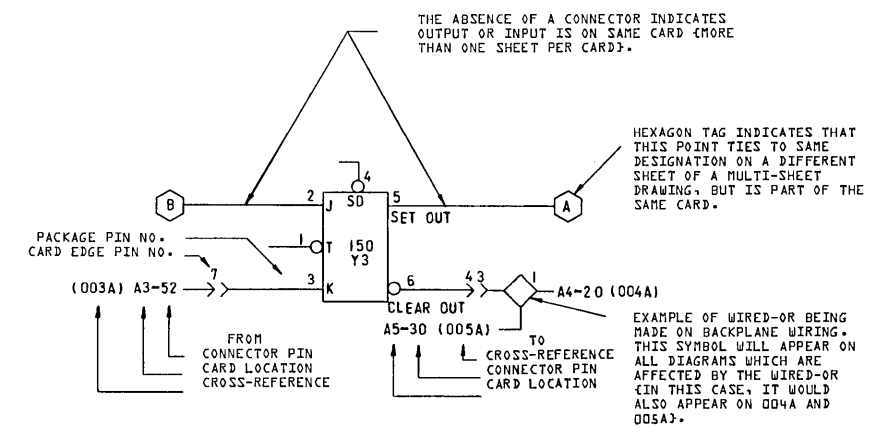 THE ABSENCE OF A CONNECTOR INDICATES
OUTPUT OR INPUT IS ON SAME CARD {MORE
THAN ONE SHEET PER CARD}.
HEXAGON TAG INDICATES THAT
THIS POINT TIES TO SAME
DESIGNATION ON A DIFFERENT
SHEET OF A MULTI-SHEET
DRAWING, BUT IS PART OF THE
SAME CARD.
4
B
2
J
SD
5
SET OUT
A
PACKAGE PIN NO.
CARD EDGE PIN NO.
1
T
150
Y3
7
(003A) A3-52
3
K
6
CLEAR OUT
43
1
A4-20 (004A)
A5-30 (005A)
FROM
CONNECTOR PIN
CARD LOCATION
CROSS-REFERENCE
TO
CROSS-REFERENCE
CONNECTOR PIN
CARD LOCATION
EXAMPLE OF WIRED-OR BEING
MADE ON BACKPLANE WIRING.
THIS SYMBOL WILL APPEAR ON
ALL DIAGRAMS WHICH ARE
AFFECTED BY THE WIRED-OR
{IN THIS CASE, IT WOULD
ALSO APPEAR ON 004A AND
005A}.